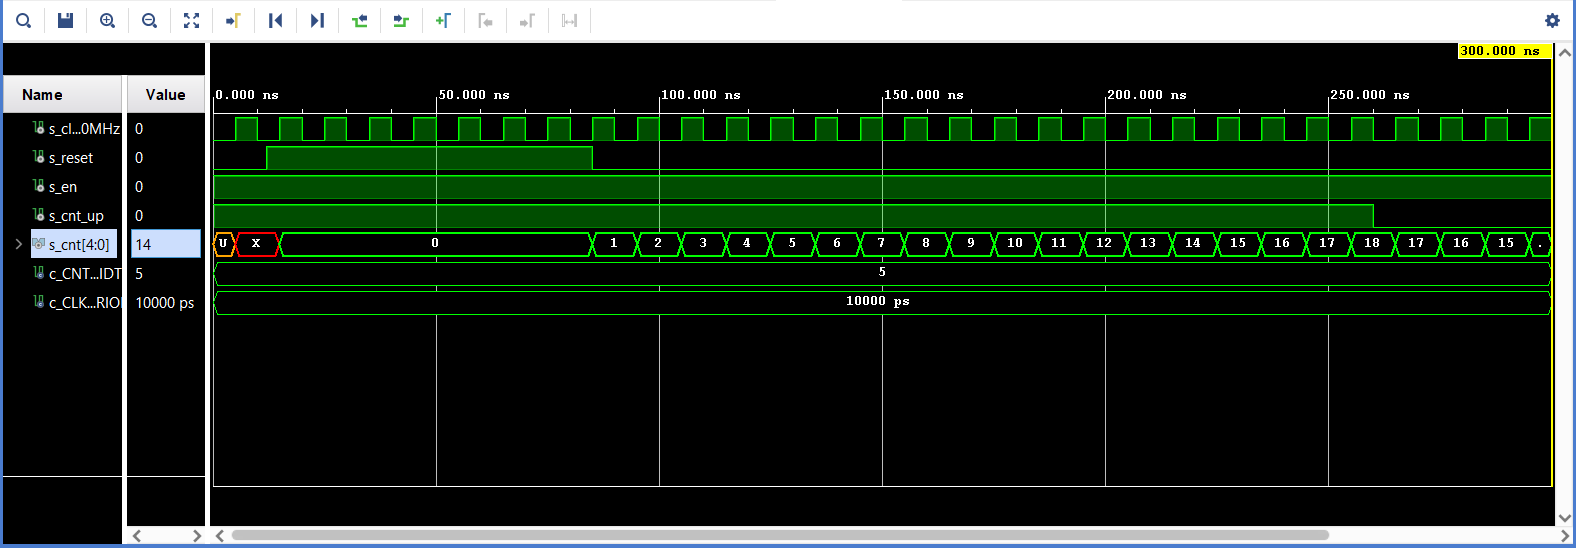 300.000 ns
Name Value
0.000 ns 50.000 ns 100.000 ns 150.000 ns 200.000 ns 250.000 ns
s_cl...0MHz 0
s_reset 0
s_en 0
s_cnt_up 0
s_cnt[4:0] 14 U X 0 1 2 3 4 5 6 7 8 9 10 11 12 13 14 15 16 17 18 17 16 15 .
c_CNT...IDT 5 5
c_CLK...RIO 10000 ps 10000 ps